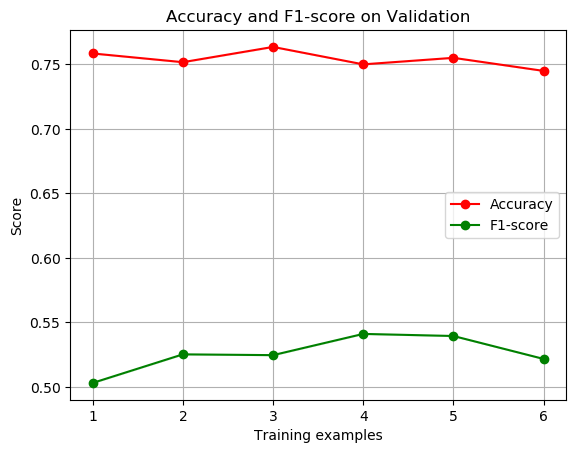 Accuracy and F1-score on Validation
Score
0.75
0.70
0.65
0.60
0.55
0.50
Accuracy
F1-score
1 2 3 4 5 6
Training examples